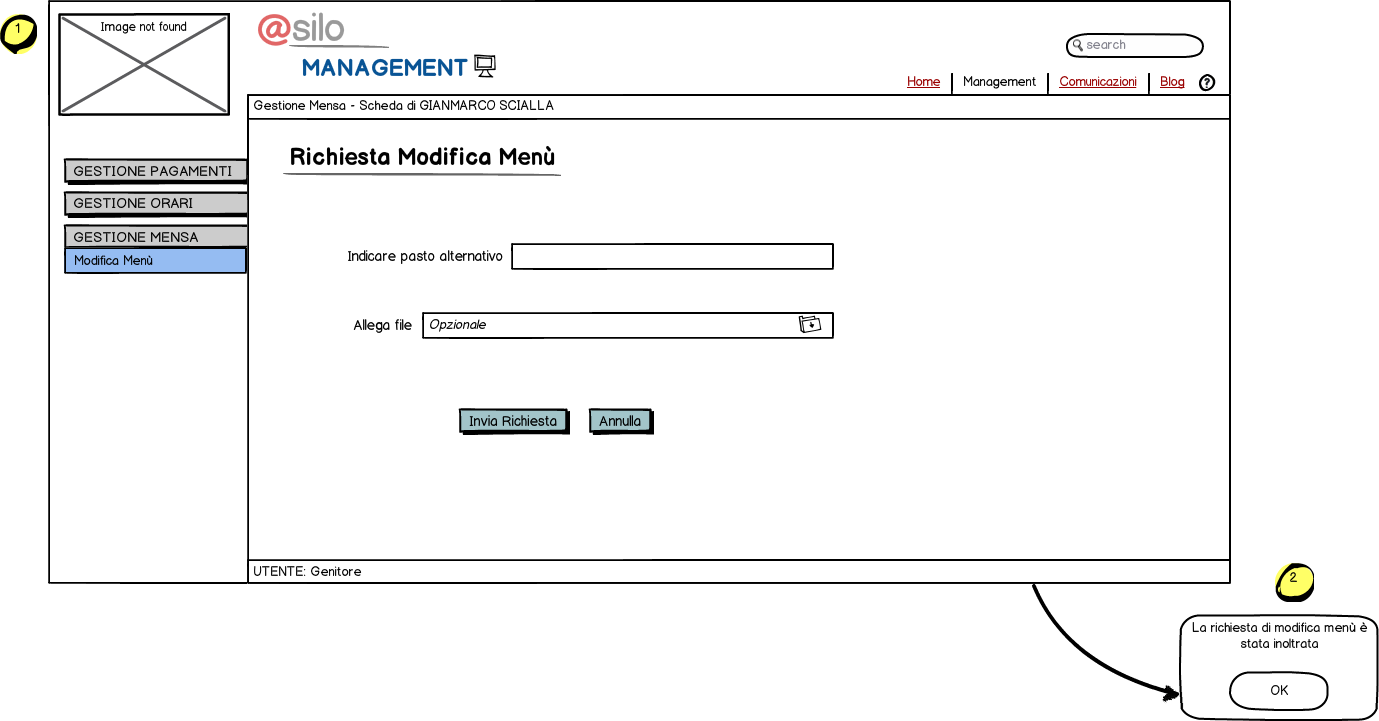 1
Image not found
@silo
MANAGEMENT
search
Home
Management
Comunicazioni
Blog
?
Gestione Mensa - Scheda di GIANMARCO SCIALLA
Richiesta Modifica Menù
GESTIONE PAGAMENTI
GESTIONE ORARI
GESTIONE MENSA
Modifica Menù
Indicare pasto alternativo
Allega file
Opzionale
Invia Richiesta
Annulla
UTENTE: Genitore
2
La richiesta di modifica menù è
stata inoltrata
OK